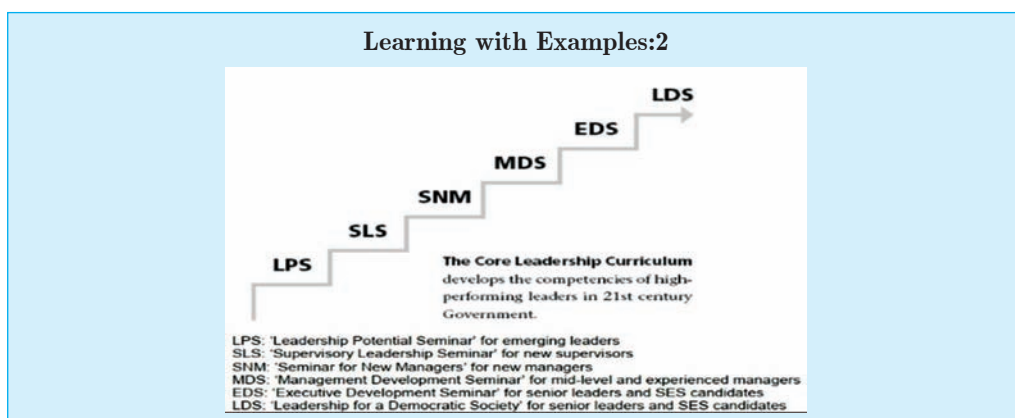 Learning with Examples:2
LDS
EDS
MDS
SNM
SLS
LPS
The Core Leadership Curriculum
develops the competencies of high-
performing leaders in 21st century
Government.
LPS: 'Leadership Potential Seminar' for emerging leaders
SLS: 'Supervisory Leadership Seminar' for new supervisors
SNM: 'Seminar for New Managers' for new managers
MDS: 'Management Development Seminar' for mid-level and experienced managers
EDS: 'Executive Development Seminar' for senior leaders and SES candidates
LDS: 'Leadership for a Democratic Society' for senior leaders and SES candidates